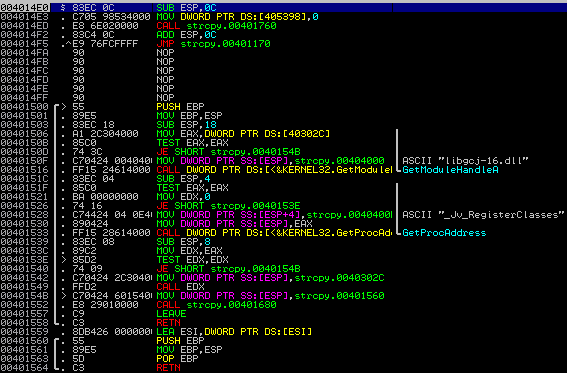 004014E0 $ 83EC 0C SUB ESP,0C
004014E3 . C705 98534000 MOV DWORD PTR DS:[405398],0
004014ED . E8 6E020000 CALL strcpy.00401760
004014F2 . 83C4 0C ADD ESP,0C
004014F5 .^E9 76FCFFFF JMP strcpy.00401170
004014FA 90 NOP
004014FB 90 NOP
004014FC 90 NOP
004014FD 90 NOP
004014FE 90 NOP
004014FF 90 NOP
00401500 > 55 PUSH EBP
00401501 . 89E5 MOV EBP,ESP
00401503 . 83EC 18 SUB ESP,18
00401506 . A1 2C304000 MOV EAX,DWORD PTR DS:[40302C]
0040150B . 85C0 TEST EAX,EAX
0040150D . 74 3C JE SHORT strcpy.0040154B
0040150F . C70424 004040 MOV DWORD PTR SS:[ESP],strcpy.00404000 ASCII "libgcj-16.dll"
00401516 . FF15 24614000 CALL DWORD PTR DS:[<&KERNEL32.GetModule GetModuleHandleA
0040151C . 83EC 04 SUB ESP,4
0040151F . 85C0 TEST EAX,EAX
00401521 . BA 00000000 MOV EDX,0
00401526 . 74 16 JE SHORT strcpy.0040153E
00401528 . C74424 04 0E4 MOV DWORD PTR SS:[ESP+4],strcpy.0040400 ASCII "_Jv_RegisterClasses"
00401530 . 890424 MOV DWORD PTR SS:[ESP],EAX
00401533 . FF15 28614000 CALL DWORD PTR DS:[<&KERNEL32.GetProcAd GetProcAddress
00401539 . 83EC 08 SUB ESP,8
0040153C . 89C2 MOV EDX,EAX
0040153E > 85D2 TEST EDX,EDX
00401540 . 74 09 JE SHORT strcpy.0040154B
00401542 . C70424 2C3040 MOV DWORD PTR SS:[ESP],strcpy.0040302C
00401549 . FFD2 CALL EDX
0040154B > C70424 601540 MOV DWORD PTR SS:[ESP],strcpy.00401560
00401552 . E8 29010000 CALL strcpy.00401680
00401557 . C9 LEAVE
00401558 . C3 RETN
00401559 . 8DB426 000000 LEA ESI,DWORD PTR DS:[ESI]
00401560 . 55 PUSH EBP
00401561 . 89E5 MOV EBP,ESP
00401563 . 5D POP EBP
00401564 . C3 RETN